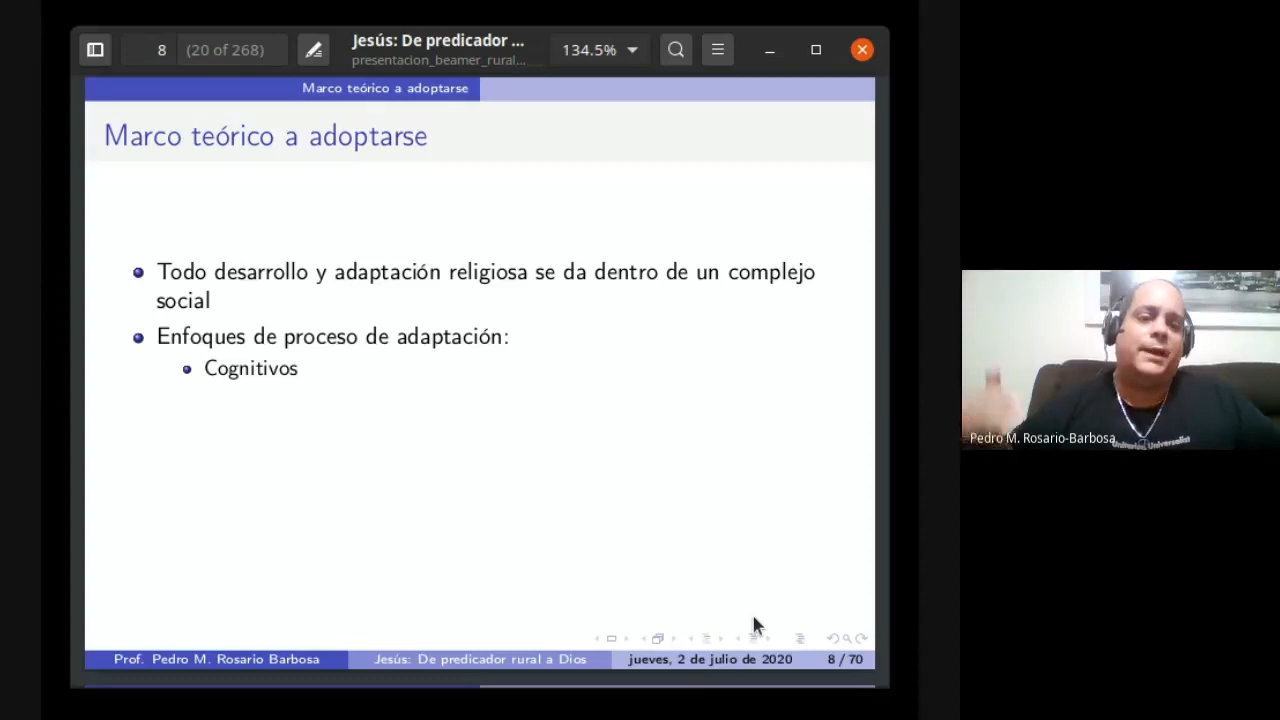 8 (20 of 268)
Jesús: De predicador ...
presentacion_beamer_rural...
134.5%
Marco teórico a adoptarse
Marco teórico a adoptarse
Todo desarrollo y adaptación religiosa se da dentro de un complejo
social
Enfoques de proceso de adaptación:
Cognitivos
Prof. Pedro M. Rosario Barbosa
Jesús: De predicador rural a Dios
jueves, 2 de julio de 2020
8 / 70
Pedro M. Rosario-Barbosa
Unitarian Universalist